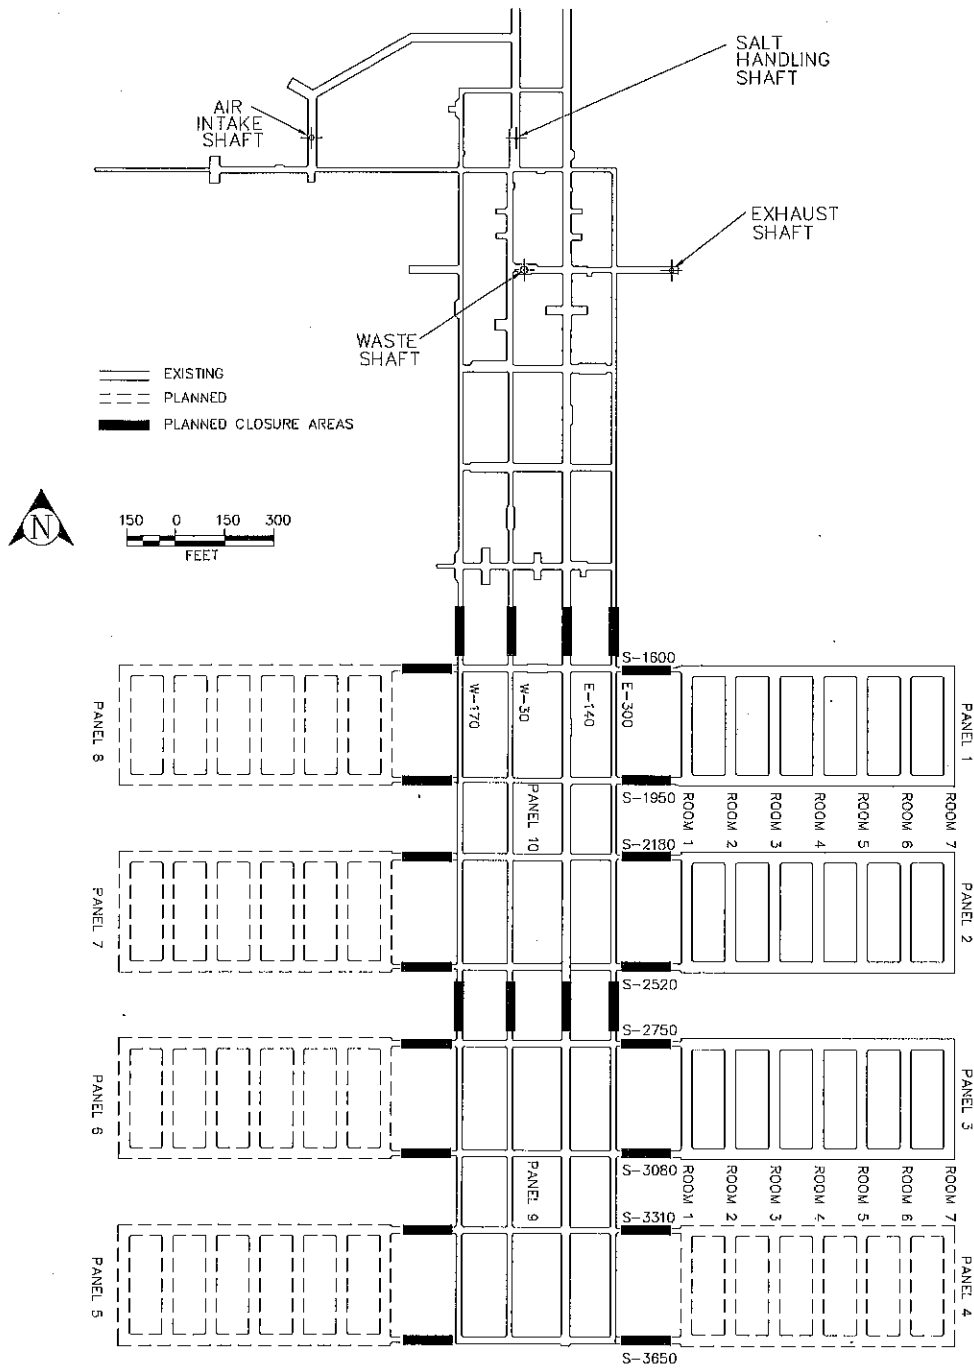 SALT
HANDLING
SHAFT
AIR
INTAKE
SHAFT
EXHAUST
SHAFT
WASTE
SHAFT
EXISTING
PLANNED
PLANNED CLOSURE AREAS
N
150 0 150 300
FEET
S-1600
PANEL 8
W-170
W-30
E-140
E-300
PANEL 1
S-1950
PANEL 10
ROOM 1
ROOM 2
ROOM 3
ROOM 4
ROOM 5
ROOM 6
ROOM 7
S-2180
PANEL 7
PANEL 2
S-2520
S-2750
PANEL 6
PANEL 3
S-3080
PANEL 9
ROOM 1
ROOM 2
ROOM 3
ROOM 4
ROOM 5
ROOM 6
ROOM 7
S-3310
PANEL 5
PANEL 4
S-3650